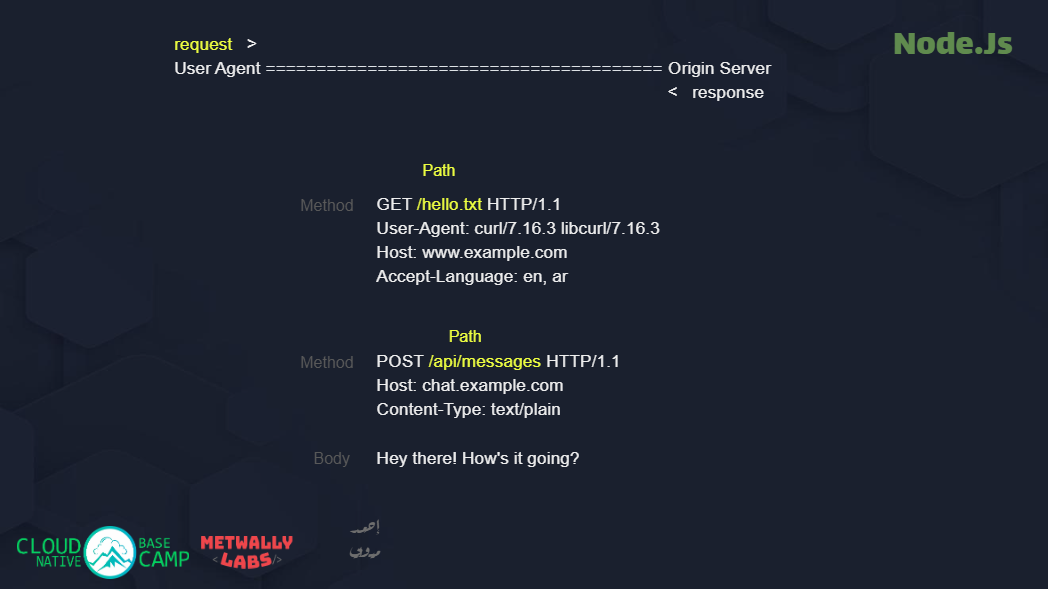 Node.Js
request >
User Agent ======================================= Origin Server
< response
Path
Method GET /hello.txt HTTP/1.1
User-Agent: curl/7.16.3 libcurl/7.16.3
Host: www.example.com
Accept-Language: en, ar
Path
Method POST /api/messages HTTP/1.1
Host: chat.example.com
Content-Type: text/plain
Body Hey there! How's it going?
CLOUD NATIVE BASE CAMP
METWALLY
<LABS/>
أحمد